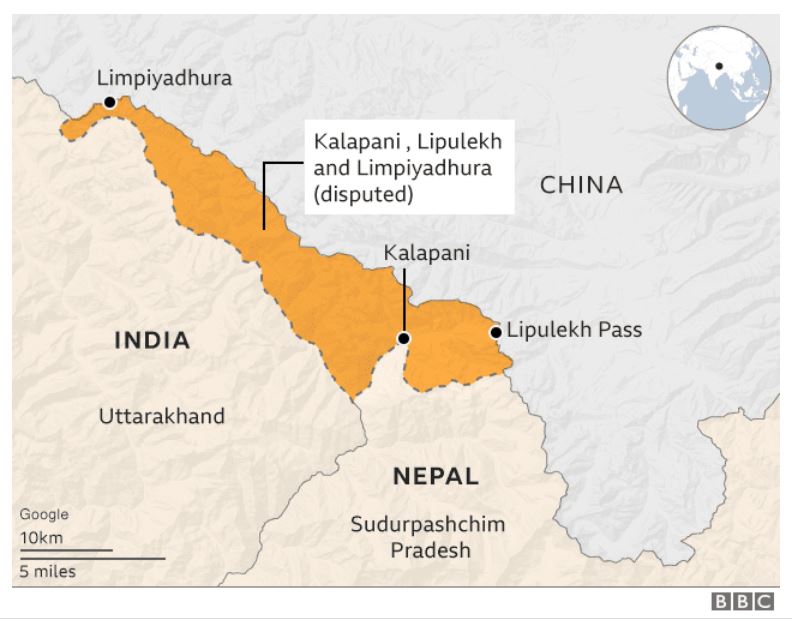 Limpiyadhura
Kalapani , Lipulekh
and Limpiyadhura
(disputed)
CHINA
Kalapani
Lipulekh Pass
INDIA
Uttarakhand
NEPAL
Sudurpashchim
Pradesh
Google
10km
5 miles
BBC